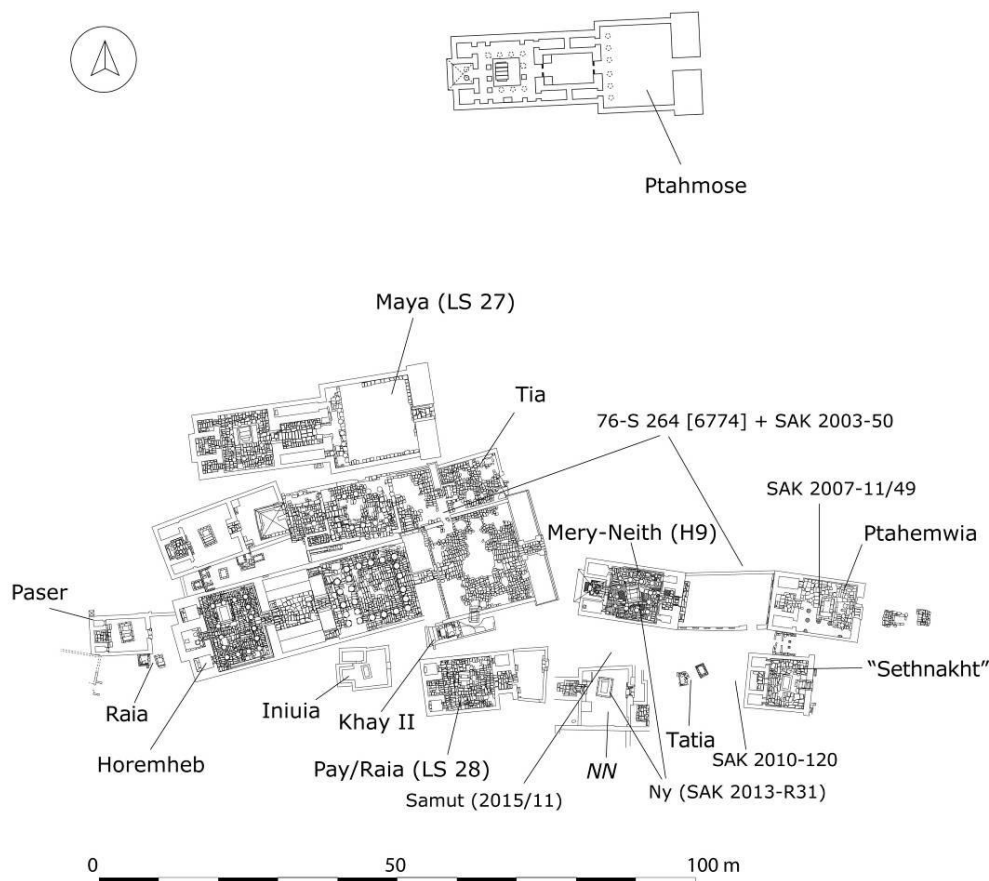 Ptahmose
Maya (LS 27)
Tia
76-S 264 [6774] + SAK 2003-50
SAK 2007-11/49
Mery-Neith (H9)
Ptahemwia
Paser
"Sethnakht"
Raia
Iniuia
Khay II
Tatia
Horemheb
Pay/Raia (LS 28)
NN
SAK 2010-120
Samut (2015/11)
Ny (SAK 2013-R31)
0 50 100 m